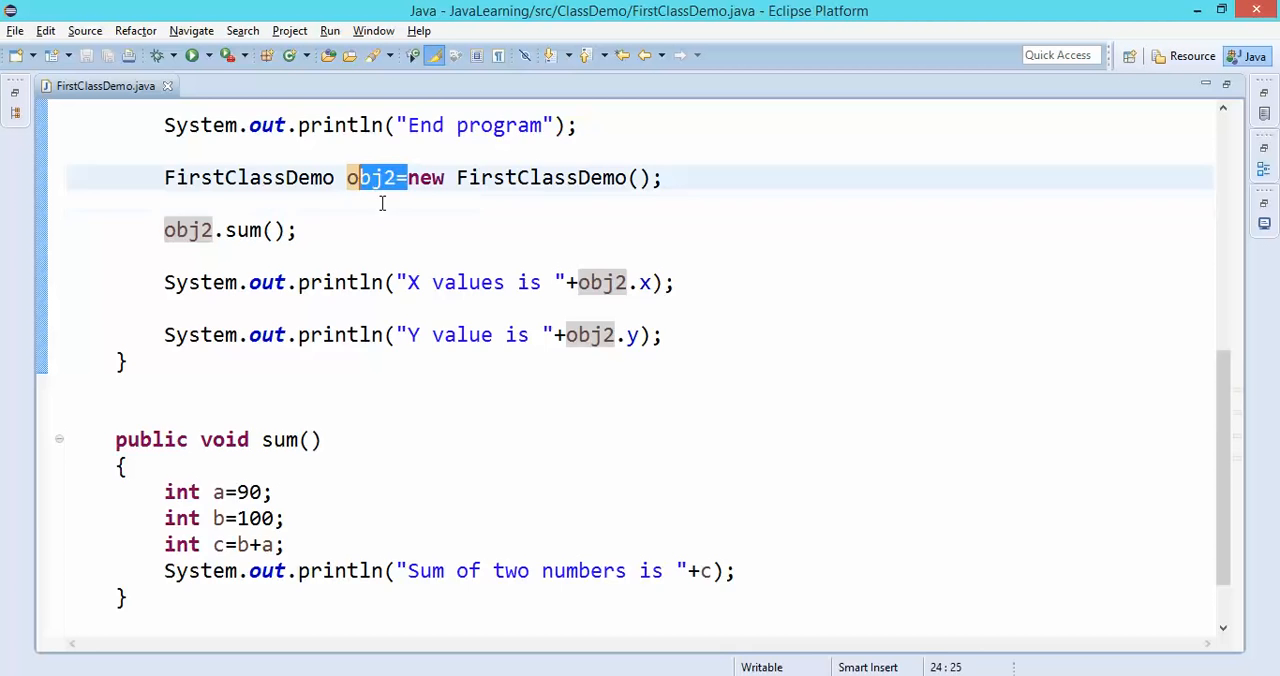 Java - JavaLearning/src/ClassDemo/FirstClassDemo.java - Eclipse Platform
File Edit Source Refactor Navigate Search Project Run Window Help
Quick Access Resource Java
FirstClassDemo.java
System.out.println("End program");
FirstClassDemo obj2=new FirstClassDemo();
obj2.sum();
System.out.println("X values is "+obj2.x);
System.out.println("Y value is "+obj2.y);
}
public void sum()
{
int a=90;
int b=100;
int c=b+a;
System.out.println("Sum of two numbers is "+c);
}
Writable Smart Insert 24 : 25